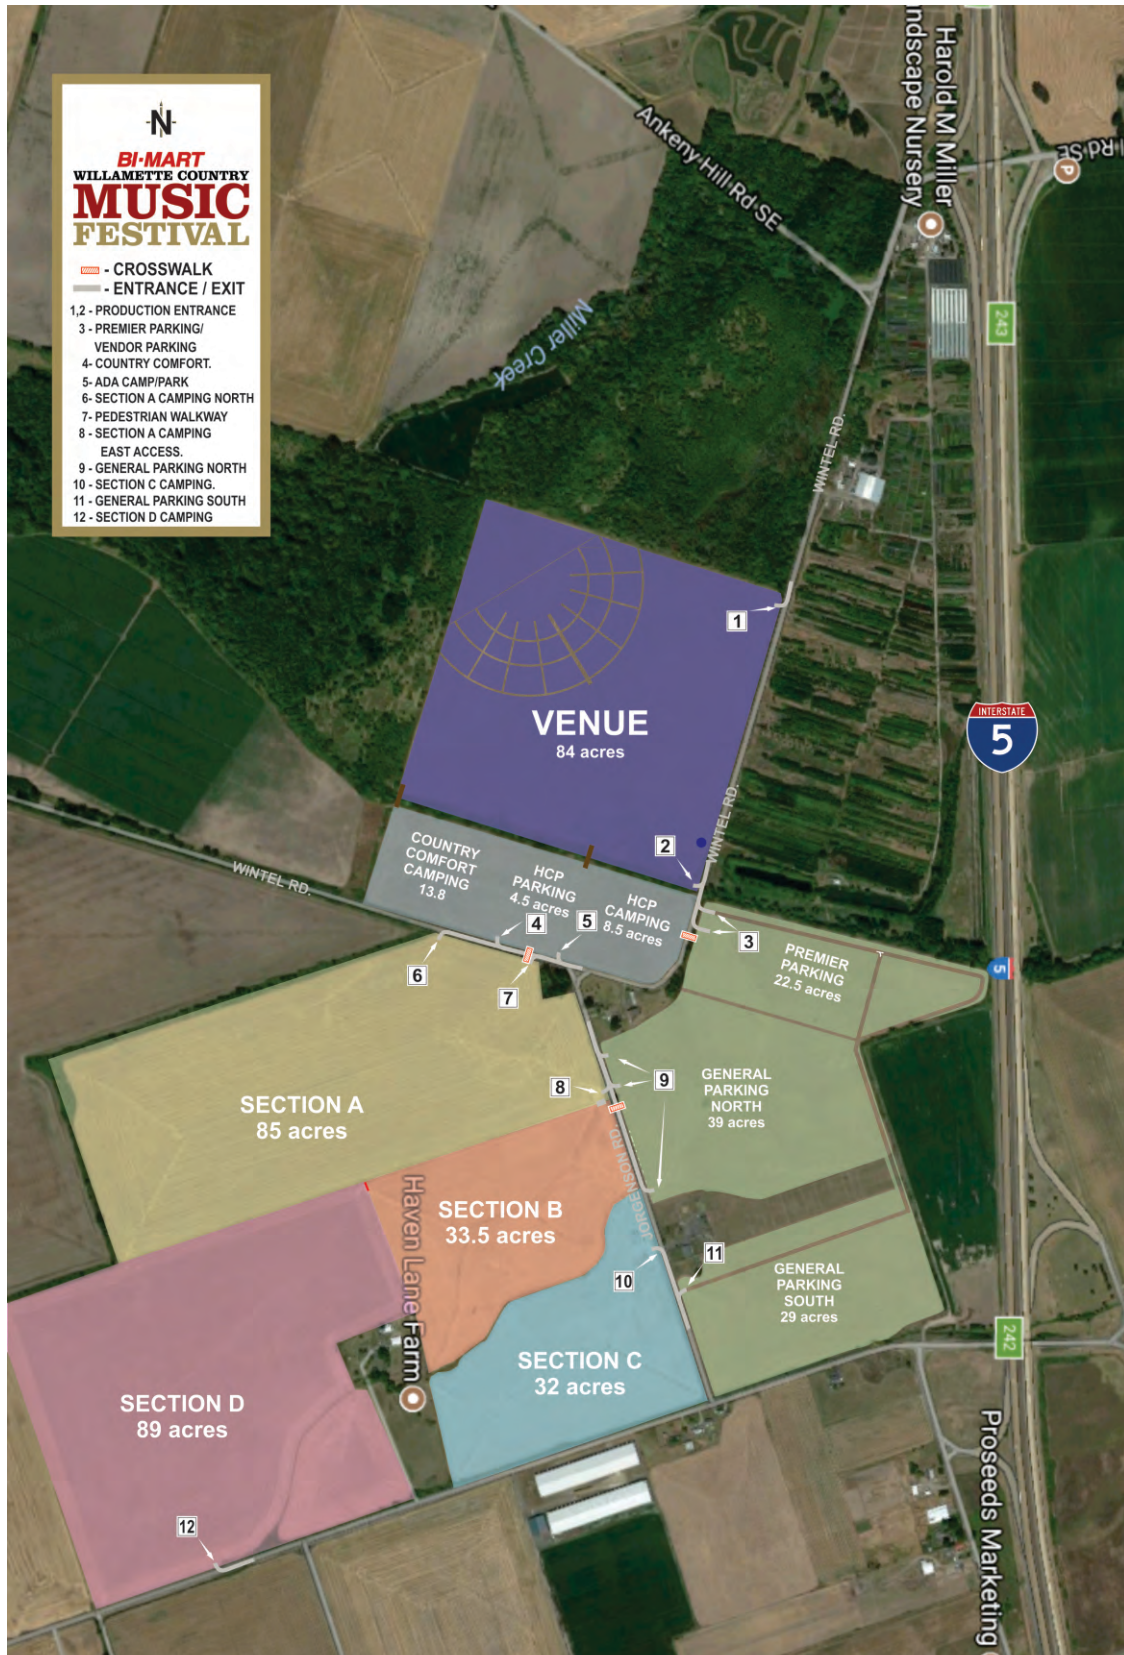 N
BI•MART
WILLAMETTE COUNTRY
MUSIC
FESTIVAL
- CROSSWALK
- ENTRANCE / EXIT
1,2 - PRODUCTION ENTRANCE
3 - PREMIER PARKING/
VENDOR PARKING
4- COUNTRY COMFORT.
5- ADA CAMP/PARK
6- SECTION A CAMPING NORTH
7- PEDESTRIAN WALKWAY
8 - SECTION A CAMPING
EAST ACCESS.
9 - GENERAL PARKING NORTH
10 - SECTION C CAMPING.
11 - GENERAL PARKING SOUTH
12 - SECTION D CAMPING
Harold M Miller
ndscape Nursery
Rd SE
P
Ankeny Hill Rd SE
243
Miller Creek
WINTEL RD.
1
VENUE
84 acres
INTERSTATE
5
WINTEL RD.
2
WINTEL RD.
COUNTRY
COMFORT
CAMPING
13.8
HCP
PARKING
4.5 acres
HCP
CAMPING
8.5 acres
4
5
3
6
7
PREMIER
PARKING
22.5 acres
5
8
9
GENERAL
PARKING
NORTH
39 acres
SECTION A
85 acres
JORGENSON RD.
SECTION B
33.5 acres
Haven Lane Farm
10
11
GENERAL
PARKING
SOUTH
29 acres
242
SECTION C
32 acres
SECTION D
89 acres
12
Proseeds Marketing